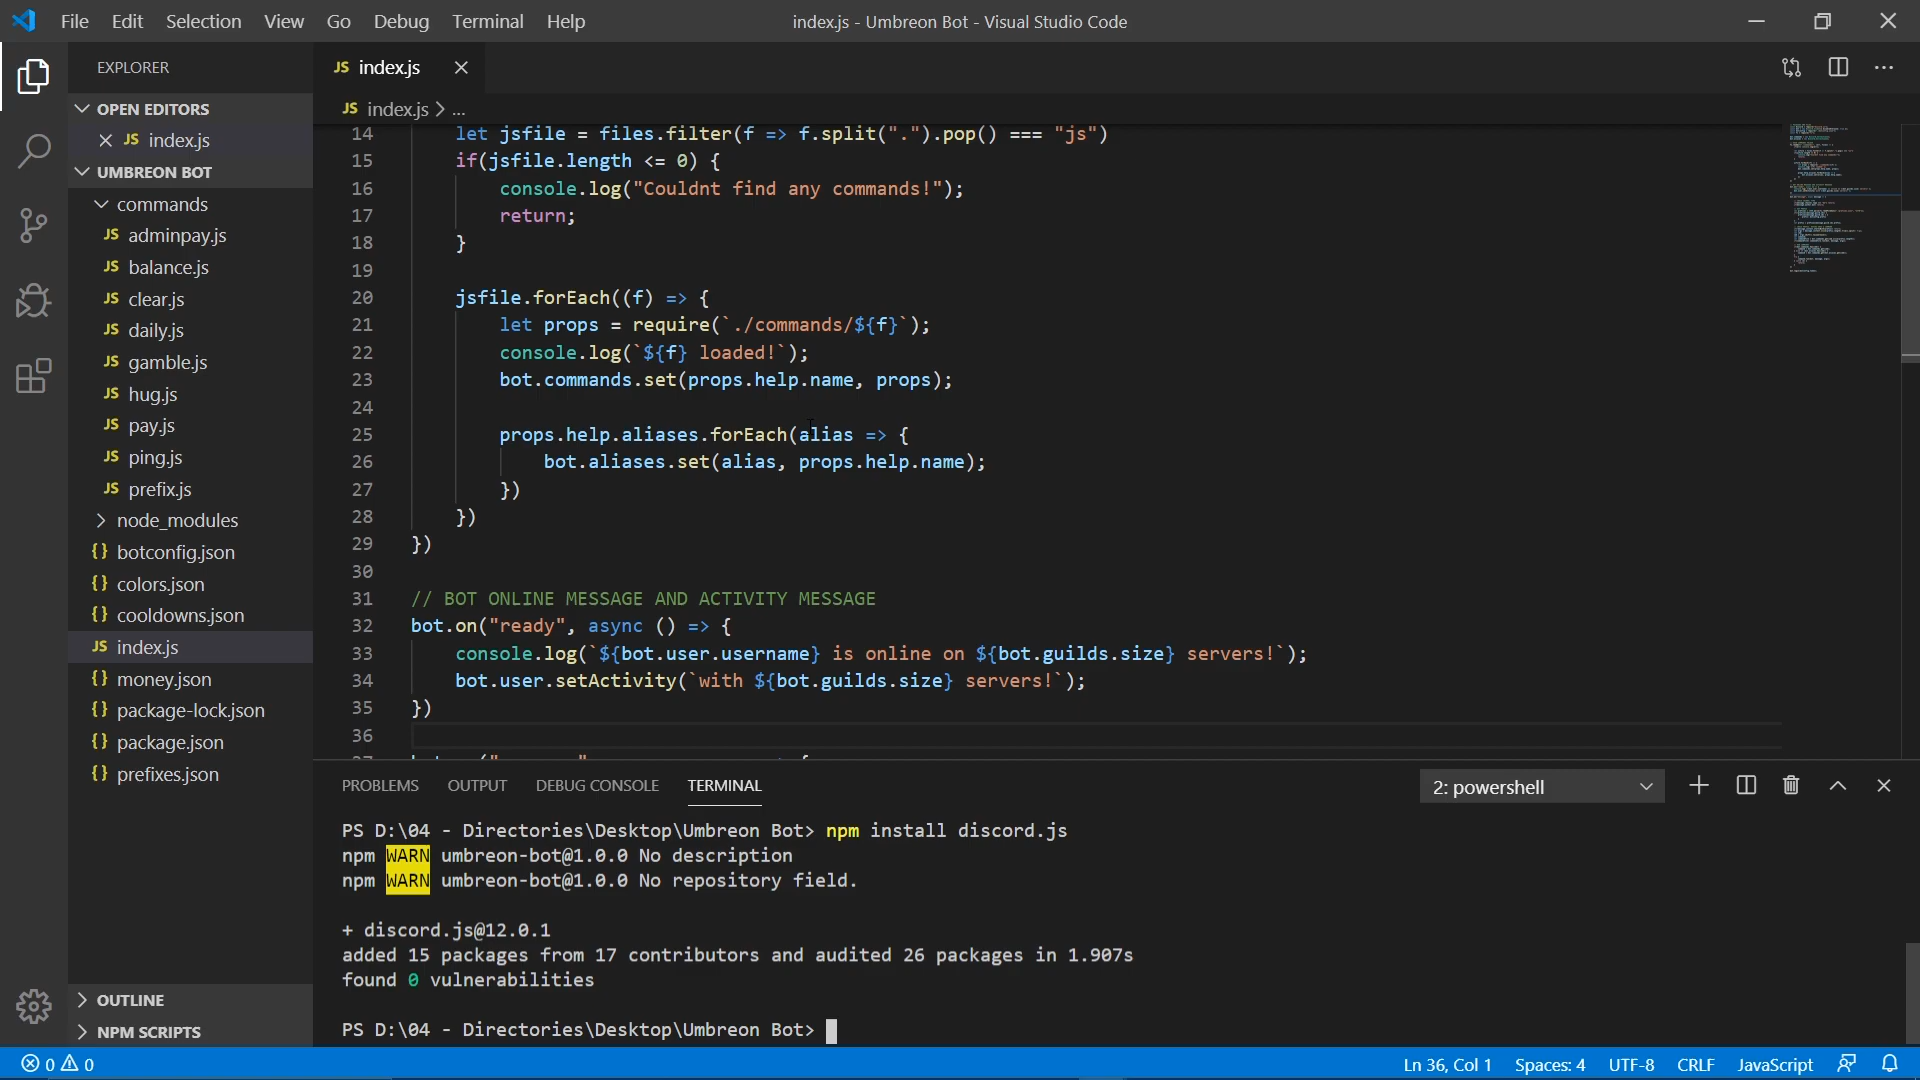 File Edit Selection View Go Debug Terminal Help
index.js - Umbreon Bot - Visual Studio Code
EXPLORER
OPEN EDITORS
JS index.js
UMBREON BOT
commands
JS adminpay.js
JS balance.js
JS clear.js
JS daily.js
JS gamble.js
JS hug.js
JS pay.js
JS ping.js
JS prefix.js
node_modules
{} botconfig.json
{} colors.json
{} cooldowns.json
JS index.js
{} money.json
{} package-lock.json
{} package.json
{} prefixes.json
OUTLINE
NPM SCRIPTS
JS index.js
JS index.js > ...
14 let jsfile = files.filter(f => f.split(".").pop() === "js")
15 if(jsfile.length <= 0) {
16 console.log("Couldnt find any commands!");
17 return;
18 }
19
20 jsfile.forEach((f) => {
21 let props = require(`./commands/${f}`);
22 console.log(`${f} loaded!`);
23 bot.commands.set(props.help.name, props);
24
25 props.help.aliases.forEach(alias => {
26 bot.aliases.set(alias, props.help.name);
27 })
28 })
29 })
30
31 // BOT ONLINE MESSAGE AND ACTIVITY MESSAGE
32 bot.on("ready", async () => {
33 console.log(`${bot.user.username} is online on ${bot.guilds.size} servers!`);
34 bot.user.setActivity(`with ${bot.guilds.size} servers!`);
35 })
36
PROBLEMS OUTPUT DEBUG CONSOLE TERMINAL
2: powershell
PS D:\04 - Directories\Desktop\Umbreon Bot> npm install discord.js
npm WARN umbreon-bot@1.0.0 No description
npm WARN umbreon-bot@1.0.0 No repository field.
+ discord.js@12.0.1
added 15 packages from 17 contributors and audited 26 packages in 1.907s
found 0 vulnerabilities
PS D:\04 - Directories\Desktop\Umbreon Bot>
0 0
Ln 36, Col 1 Spaces: 4 UTF-8 CRLF JavaScript